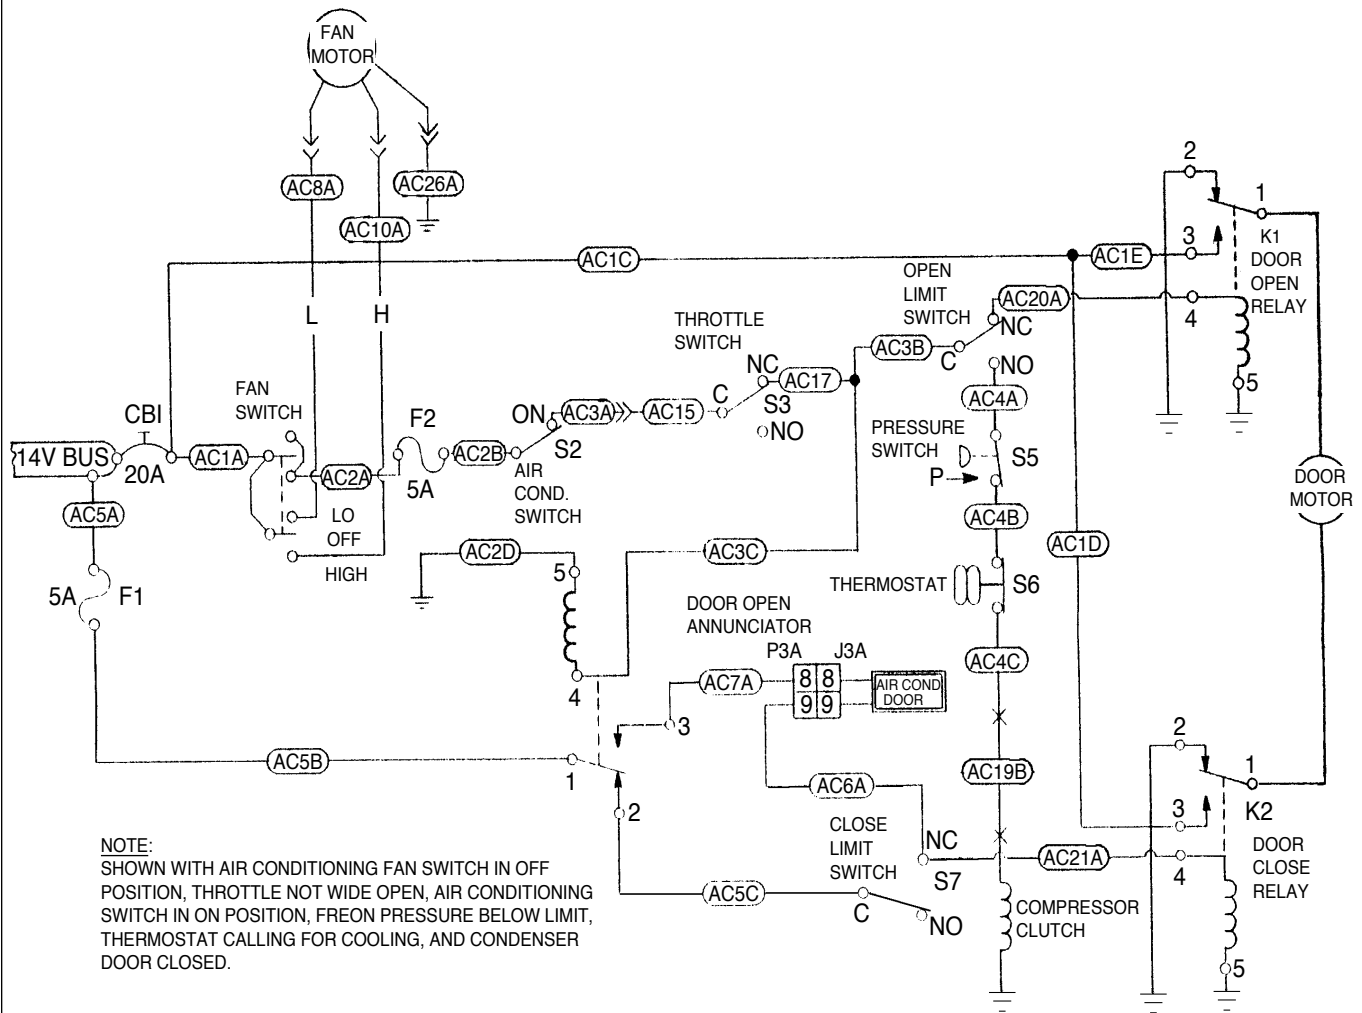 FAN
MOTOR
AC8A
AC26A
AC10A
2
1
3
K1
DOOR
OPEN
RELAY
AC1C
AC1E
OPEN
LIMIT
SWITCH
AC20A
4
5
L
H
THROTTLE
SWITCH
NC
AC3B
C
NC
NO
FAN
SWITCH
CBI
F2
ON
AC3A
AC15
C
S3
AC17
NO
AC4A
14V BUS
20A
AC1A
AC2A
5A
AC2B
S2
AIR
COND.
SWITCH
PRESSURE
SWITCH
S5
P
DOOR
MOTOR
AC5A
LO
OFF
HIGH
AC4B
AC2D
5
AC3C
AC1D
5A
F1
THERMOSTAT
S6
DOOR OPEN
ANNUNCIATOR
P3A
J3A
AC4C
4
AC7A
8 8
9 9
AIR COND
DOOR
3
AC5B
1
2
AC6A
AC19B
2
1
3
K2
CLOSE
LIMIT
SWITCH
NC
S7
AC21A
4
DOOR
CLOSE
RELAY
AC5C
C
NO
COMPRESSOR
CLUTCH
5
NOTE:
SHOWN WITH AIR CONDITIONING FAN SWITCH IN OFF
POSITION, THROTTLE NOT WIDE OPEN, AIR CONDITIONING
SWITCH IN ON POSITION, FREON PRESSURE BELOW LIMIT,
THERMOSTAT CALLING FOR COOLING, AND CONDENSER
DOOR CLOSED.